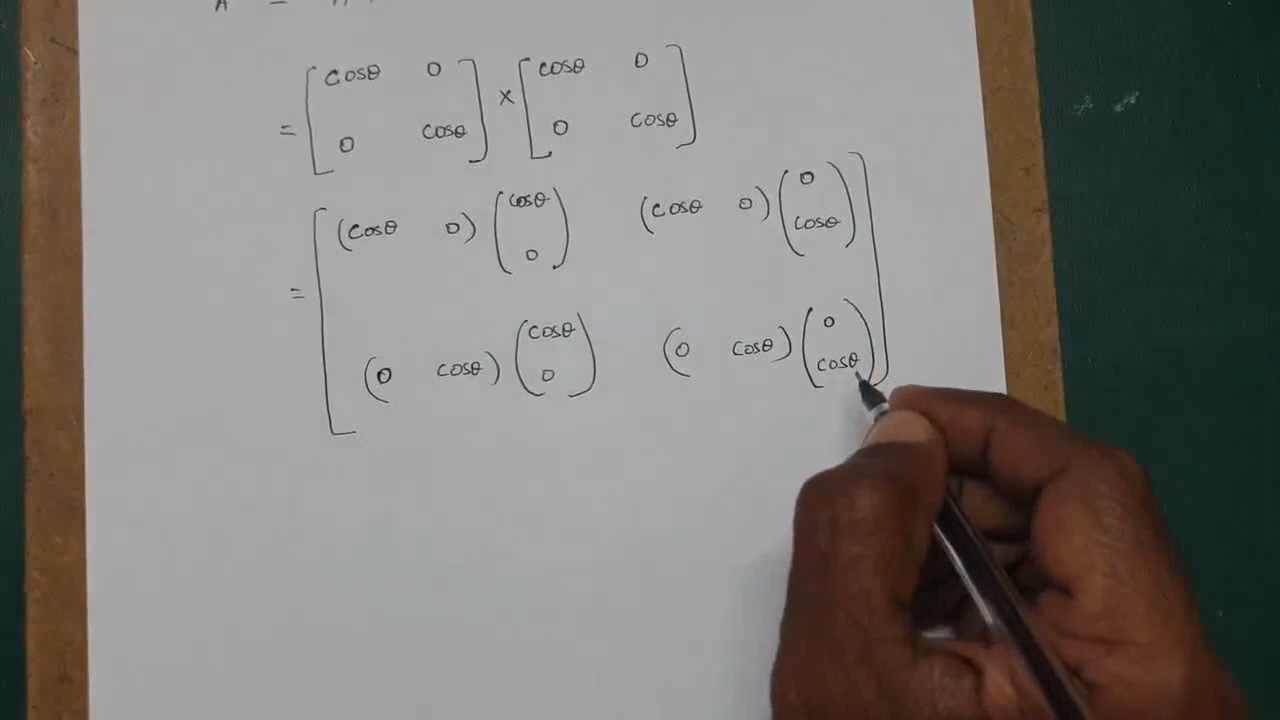 A =
= [cosθ 0 0 cosθ] × [cosθ 0 0 cosθ]
= [(cosθ 0) (cosθ 0) (cosθ 0) (0 cosθ)
(0 cosθ) (cosθ 0) (0 cosθ) (0 cosθ)]